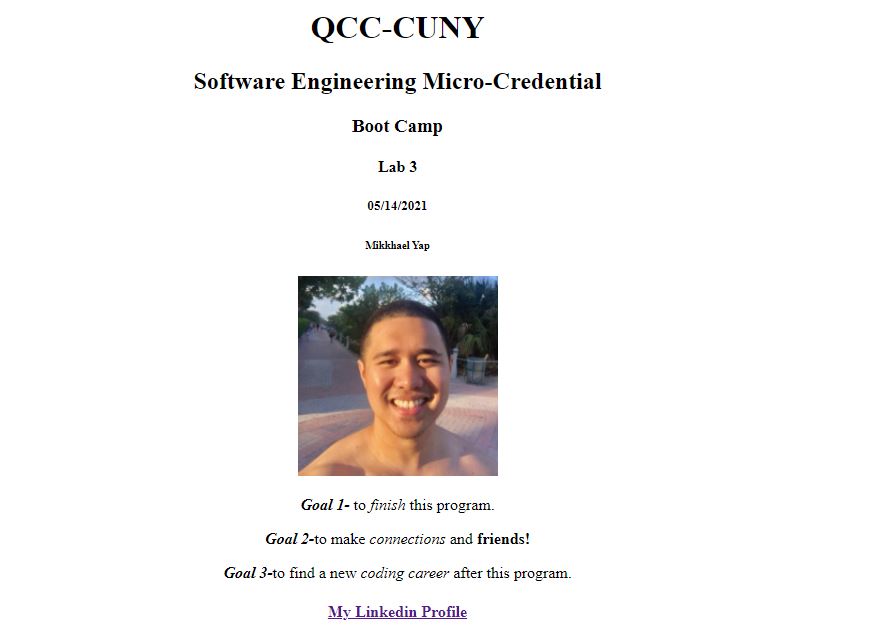 QCC-CUNY
Software Engineering Micro-Credential
Boot Camp
Lab 3
05/14/2021
Mikkhael Yap
Goal 1- to finish this program.
Goal 2-to make connections and friends!
Goal 3-to find a new coding career after this program.
My Linkedin Profile